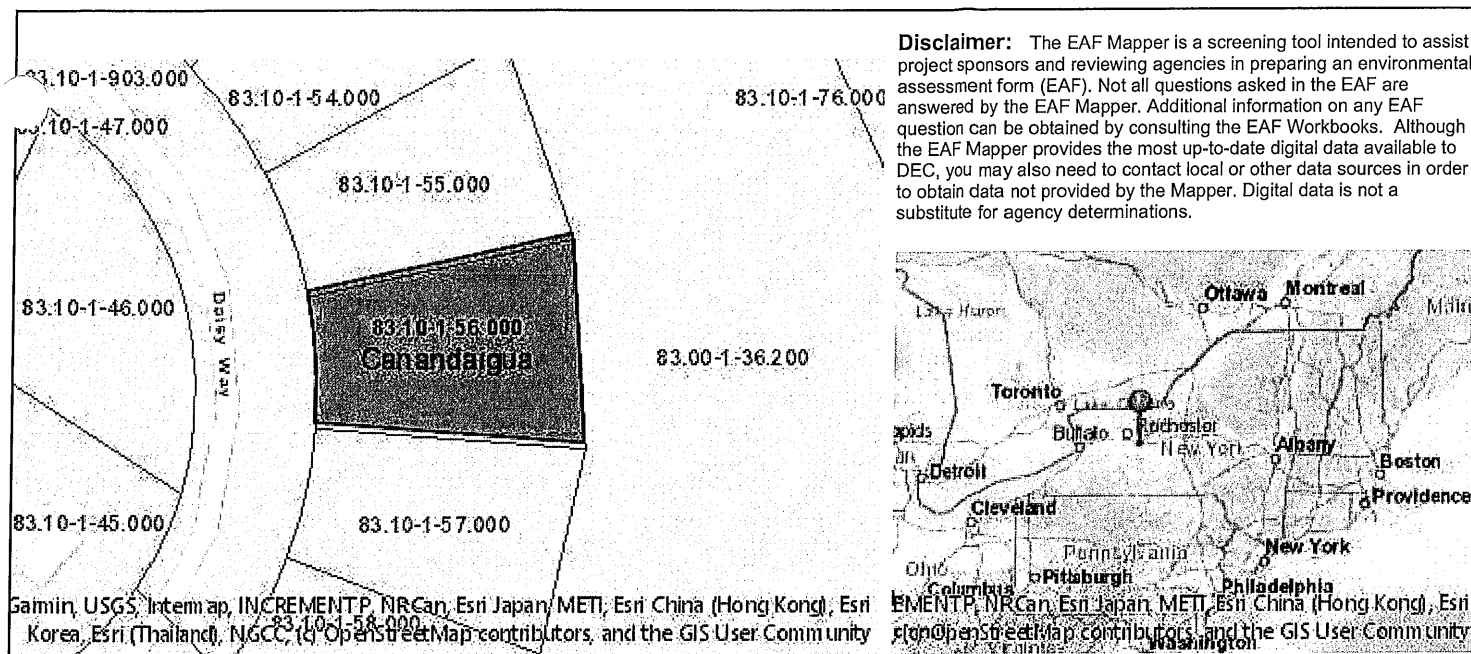 Disclaimer: The EAF Mapper is a screening tool intended to assist
project sponsors and reviewing agencies in preparing an environmental
assessment form (EAF). Not all questions asked in the EAF are
answered by the EAF Mapper. Additional information on any EAF
question can be obtained by consulting the EAF Workbooks. Although
the EAF Mapper provides the most up-to-date digital data available to
DEC, you may also need to contact local or other data sources in order
to obtain data not provided by the Mapper. Digital data is not a
substitute for agency determinations.
83.10-1-903.000
83.10-1-54.000
83.10-1-76.000
.10-1-47.000
83.10-1-55.000
83.10-1-46.000
Daisy Way
83.10-1-56.000
Canandaigua
83.00-1-36.200
83.10-1-45.000
83.10-1-57.000
83.10-1-58.000
Garmin, USGS, Intermap, INCREMENT P, NRCan, Esri Japan, METI, Esri China (Hong Kong), Esri
Korea, Esri (Thailand), NGCC, (c) OpenStreetMap contributors, and the GIS User Community
Ottawa
Montreal
Lake Huron
Toronto
Buffalo
Rochester
New York
Albany
Boston
Detroit
Providence
Cleveland
New York
Pennsylvania
Ohio
Pittsburgh
Philadelphia
Columbus
EMENT P, NRCan, Esri Japan, METI, Esri China (Hong Kong), Esri
OpenStreetMap contributors, and the GIS User Community
Washington